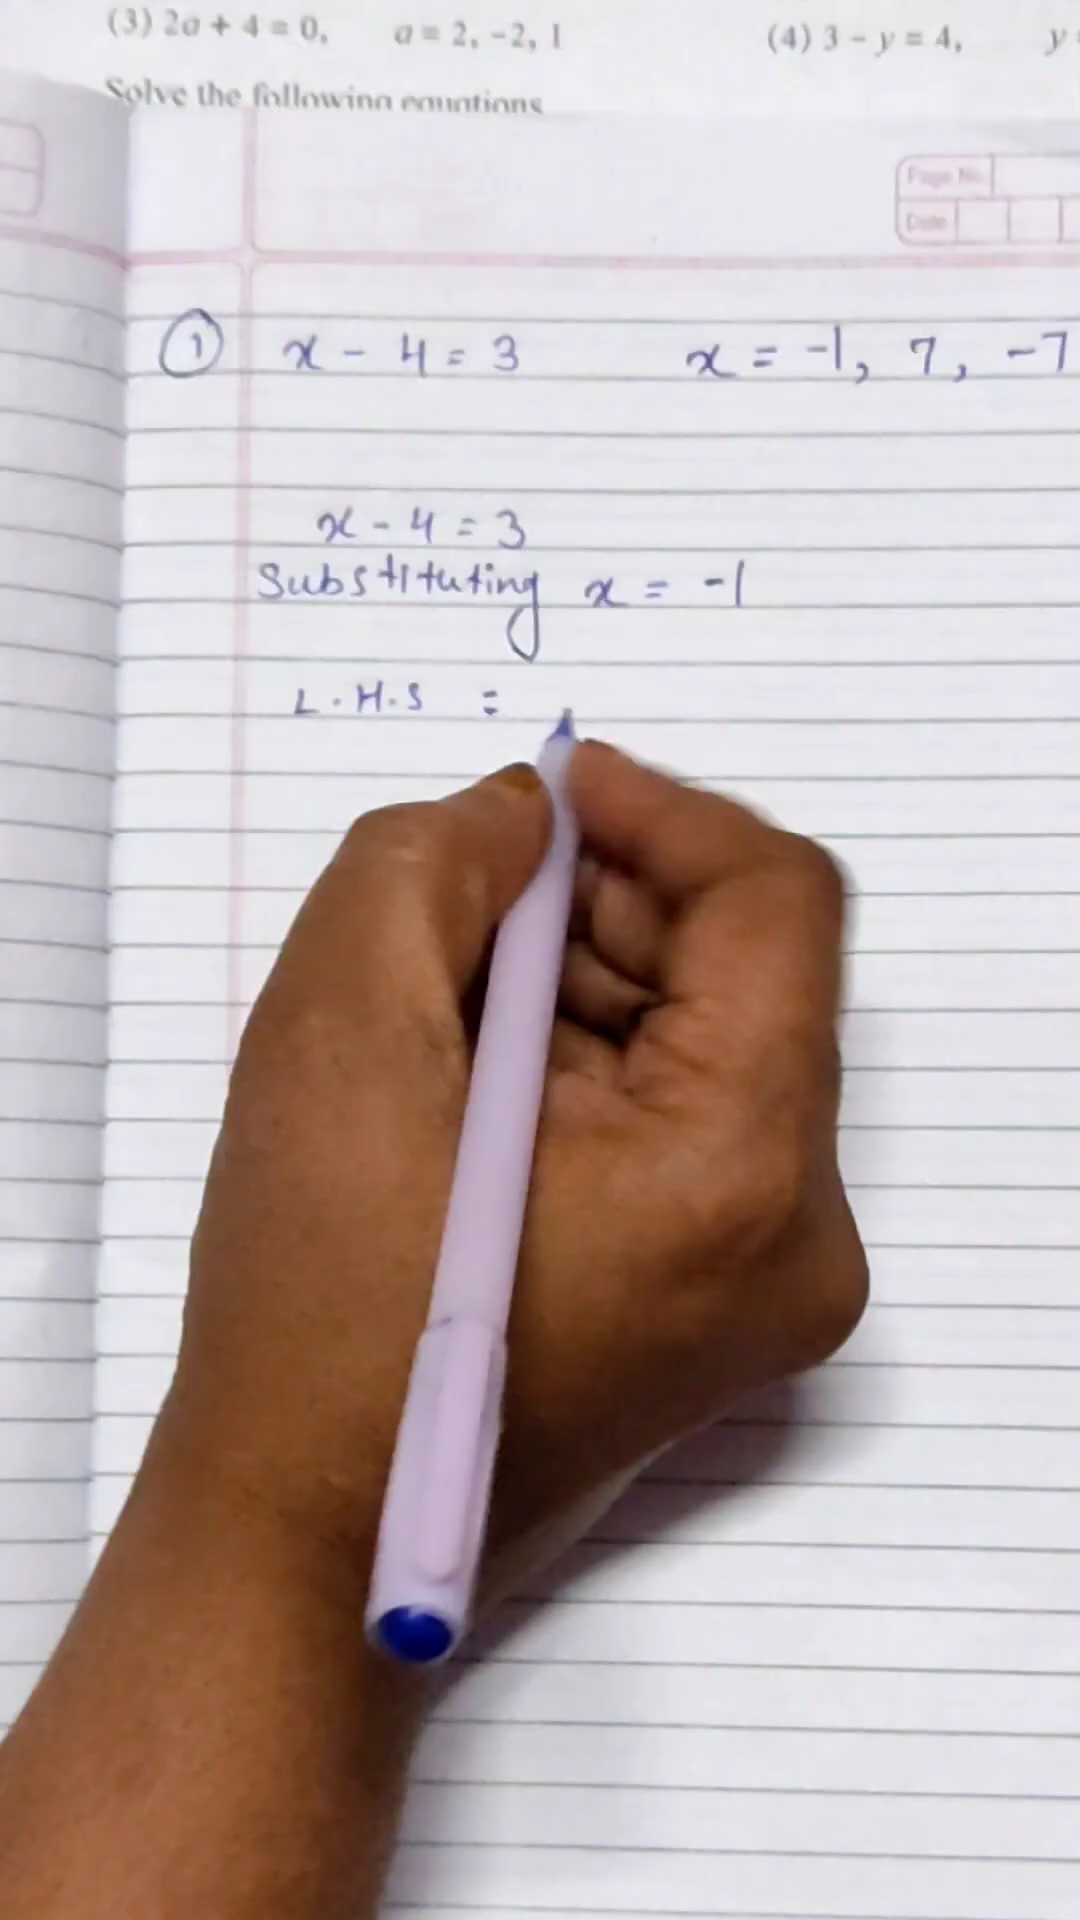 (3) 2a + 4 = 0, a = 2, −2, 1 (4) 3 − y = 4, y =
Solve the following equations
Page No.
Date
① x - 4 = 3 x = -1, 7, -7
x - 4 = 3
Substituting x = -1
L.H.S =